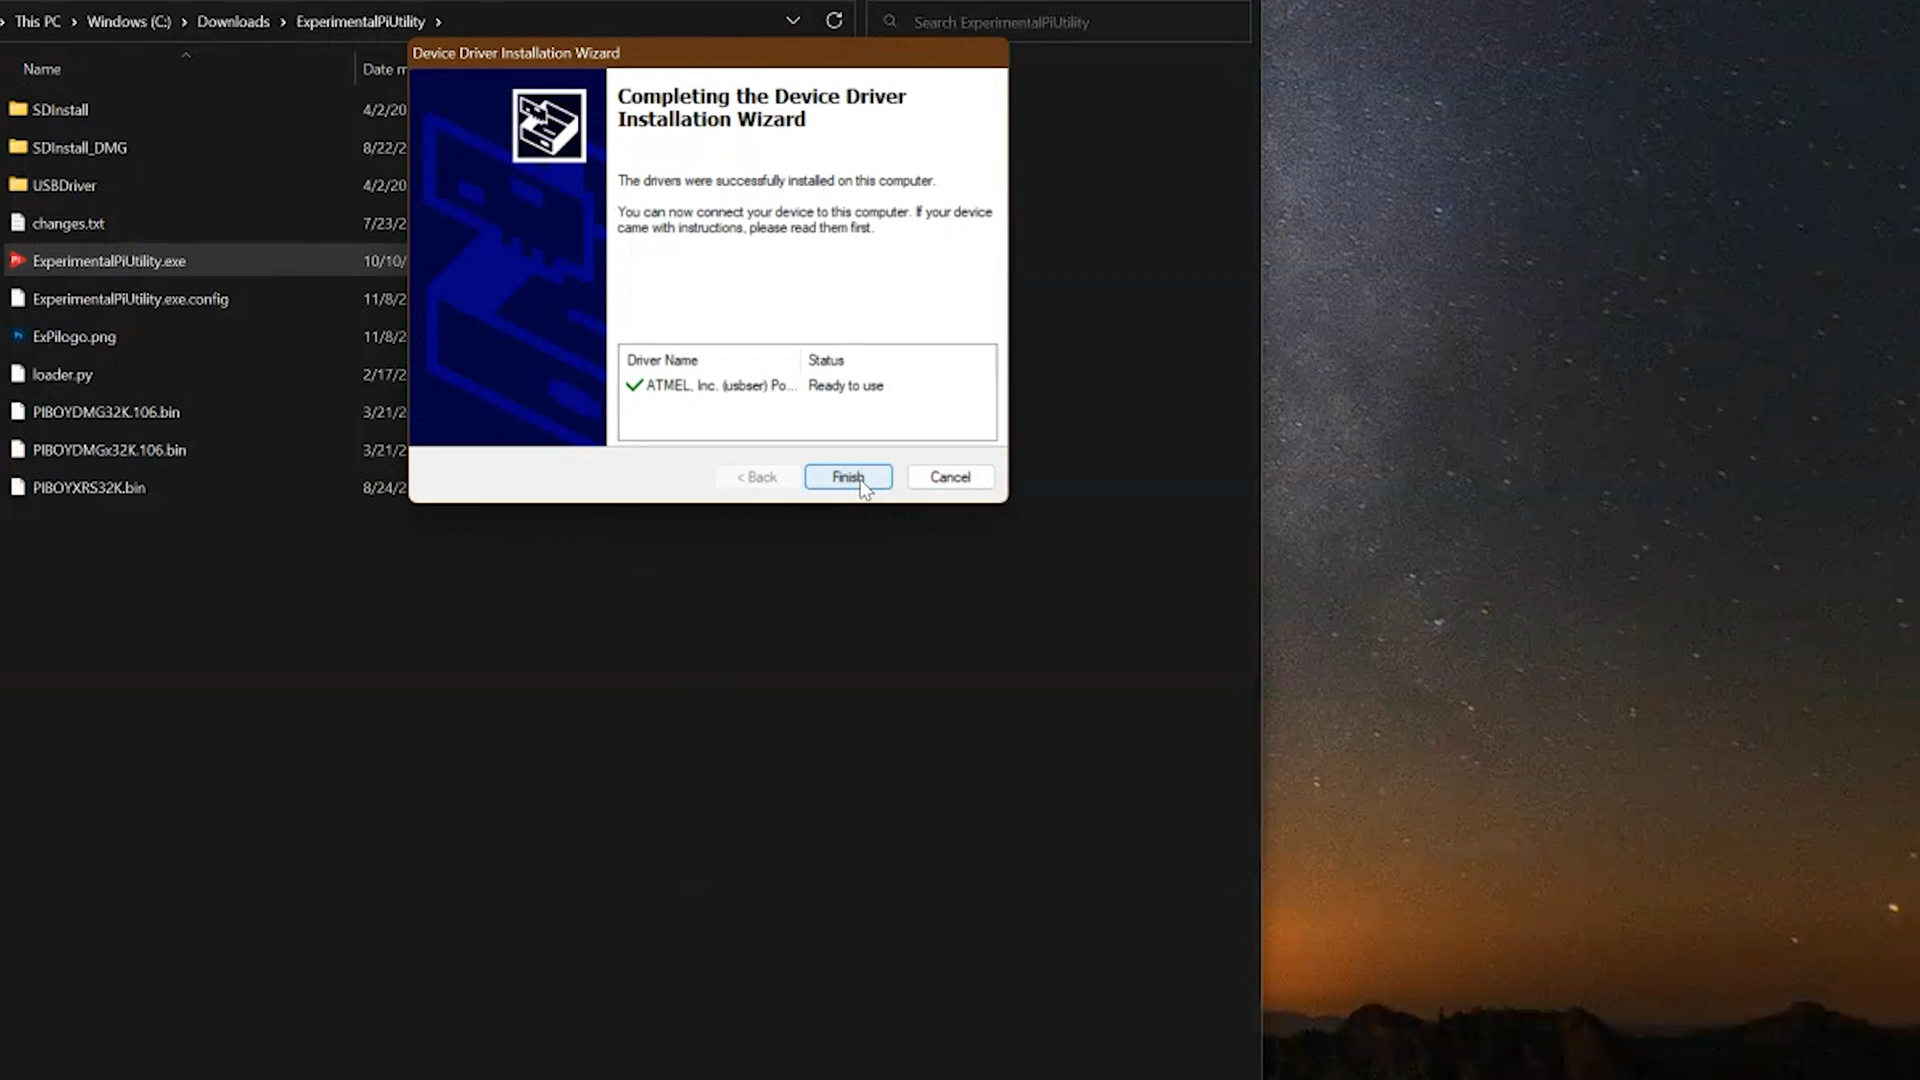 This PC > Windows (C:) > Downloads > ExperimentalPiUtility >
Search ExperimentalPiUtility
Name
Date m
SDInstall
4/2/20
SDInstall_DMG
8/22/2
USBDriver
4/2/20
changes.txt
7/23/2
ExperimentalPiUtility.exe
10/10/
ExperimentalPiUtility.exe.config
11/8/2
ExPilogo.png
11/8/2
loader.py
2/17/2
PIBOYDMG32K.106.bin
3/21/2
PIBOYDMGx32K.106.bin
3/21/2
PIBOYXRS32K.bin
8/24/2
Device Driver Installation Wizard
Completing the Device Driver
Installation Wizard
The drivers were successfully installed on this computer.
You can now connect your device to this computer. If your device
came with instructions, please read them first.
Driver Name
Status
ATMEL, Inc. (usbser) Po...
Ready to use
< Back
Finish
Cancel